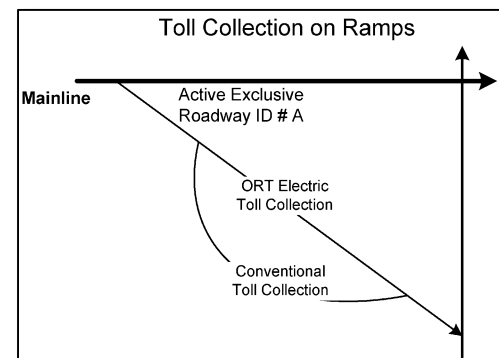 Toll Collection on Ramps
Mainline
Active Exclusive
Roadway ID # A
ORT Electric
Toll Collection
Conventional
Toll Collection